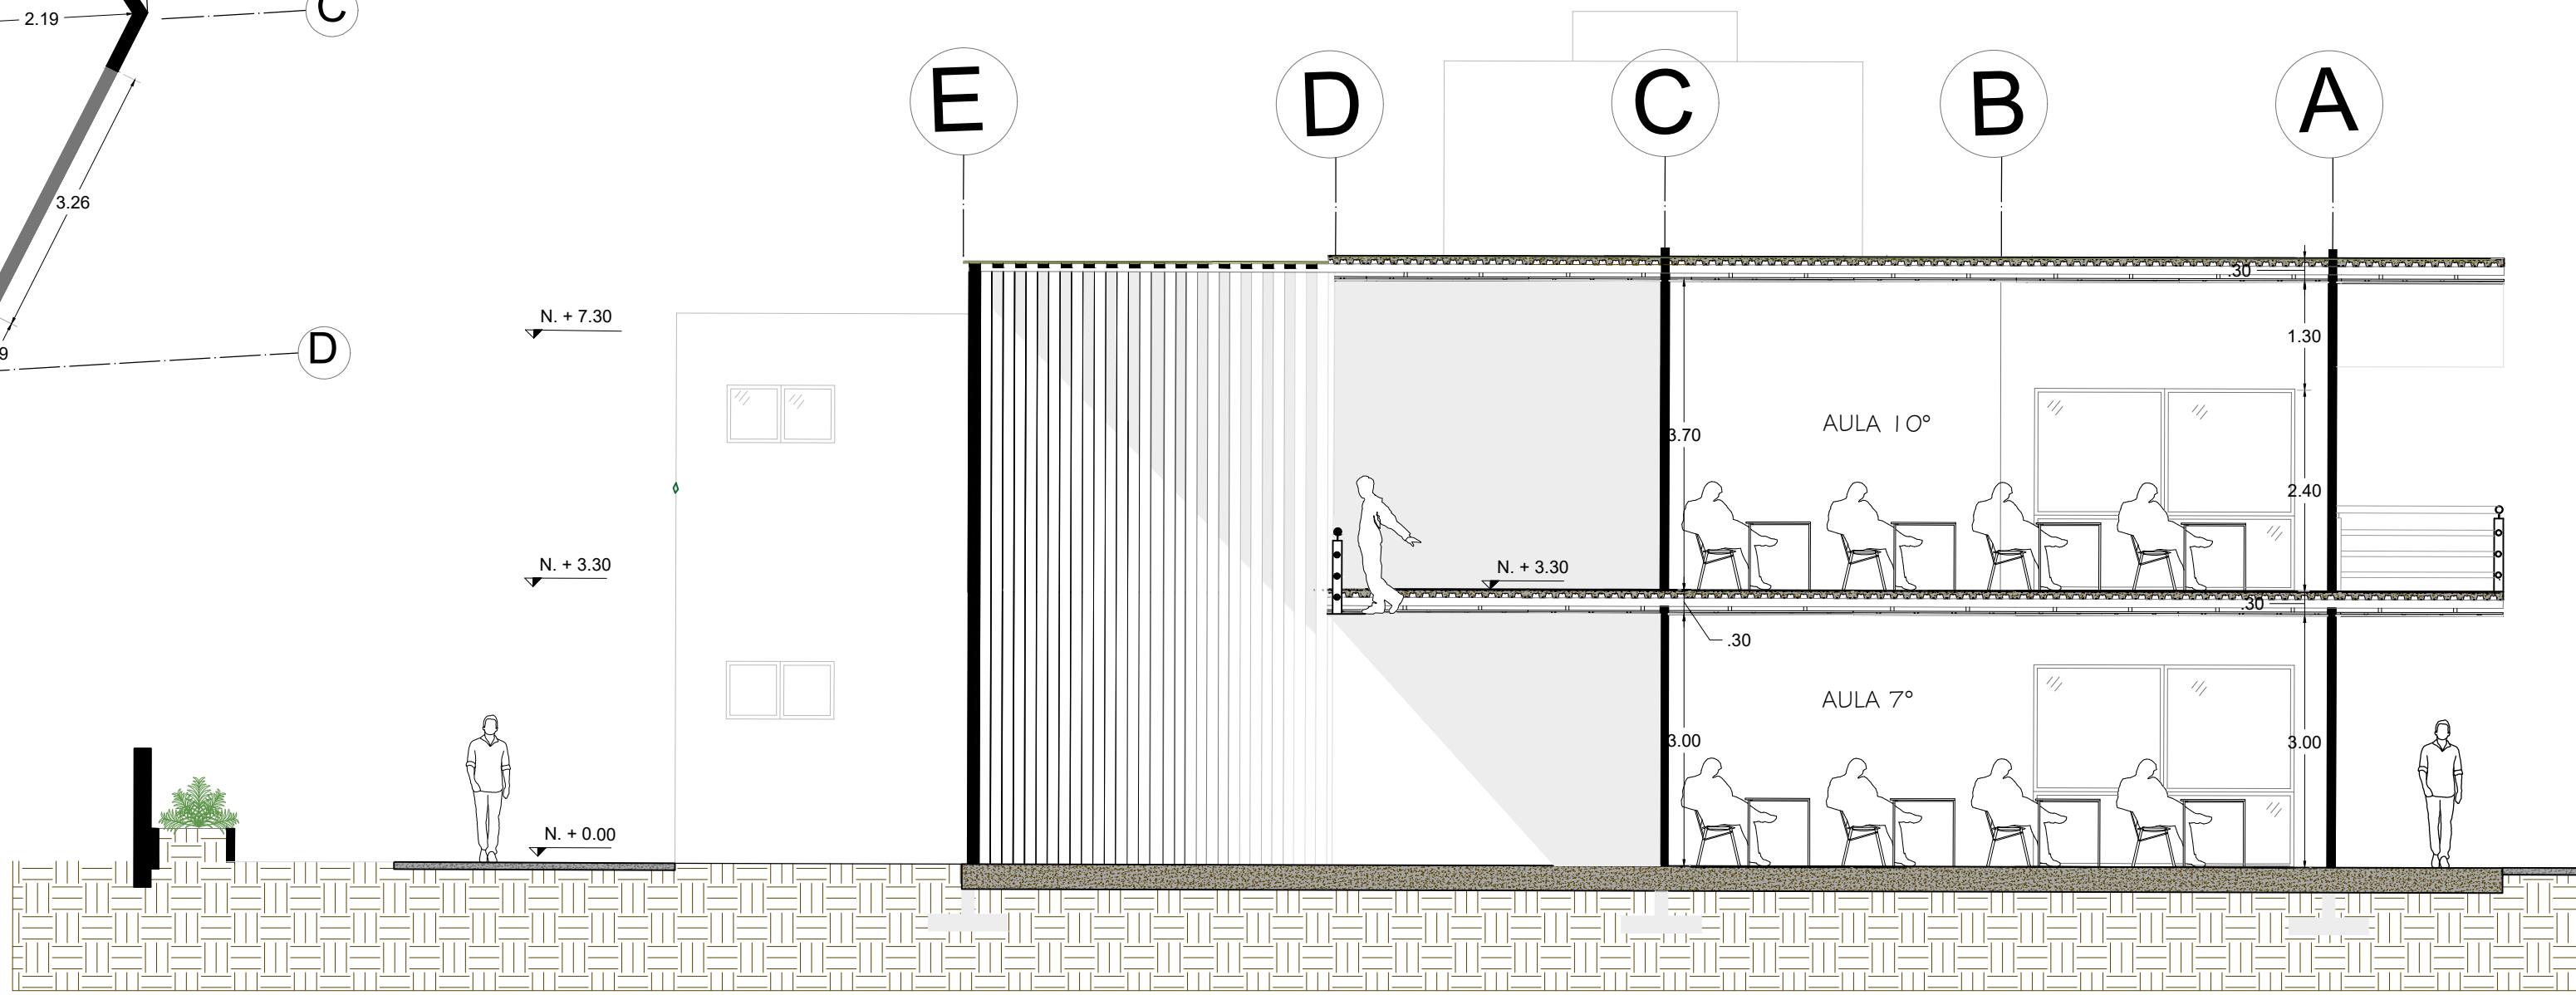 2.19
C
E
D
C
B
A
3.26
.30
N. + 7.30
1.30
D
AULA 10°
3.70
2.40
N. + 3.30
N. + 3.30
.30
.30
AULA 7°
3.00
3.00
N. + 0.00